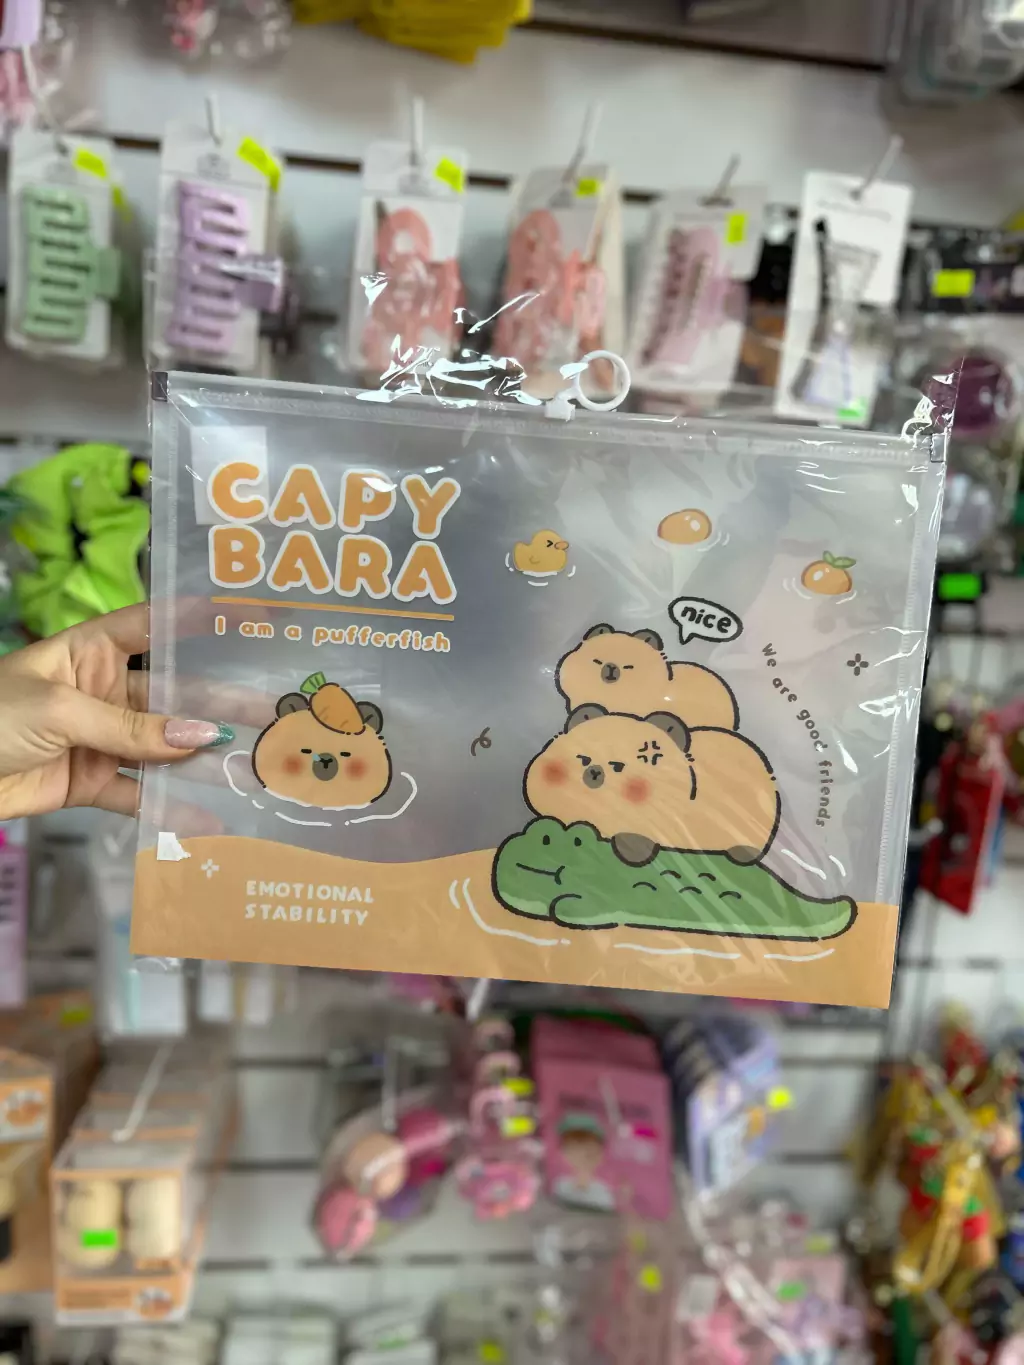 CAPY
BARA
I am a pufferfish
nice
We are good friends
EMOTIONAL
STABILITY